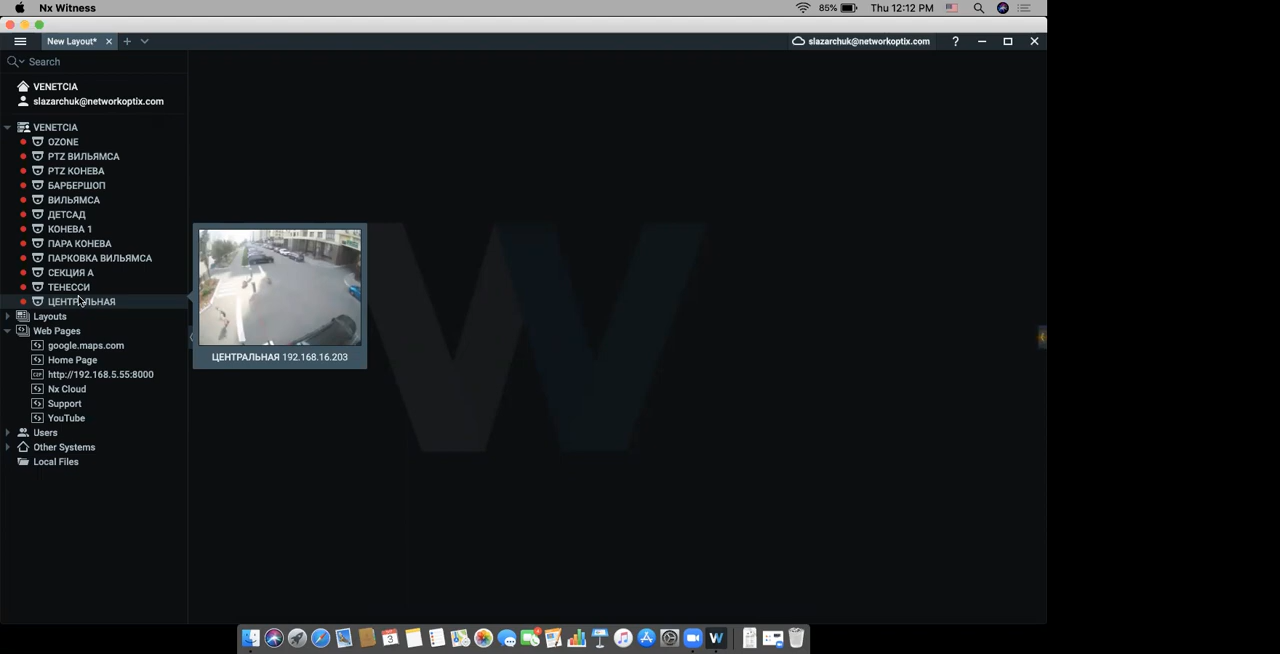 Nx Witness
85%
Thu 12:12 PM
New Layout*
slazarchuk@networkoptix.com
?
Search
VENETCIA
slazarchuk@networkoptix.com
VENETCIA
OZONE
PTZ ВИЛЬЯМСА
PTZ КОНЕВА
БАРБЕРШОП
ВИЛЬЯМСА
ДЕТСАД
КОНЕВА 1
ПАРА КОНЕВА
ПАРКОВКА ВИЛЬЯМСА
СЕКЦИЯ А
ТЕНЕССИ
ЦЕНТРАЛЬНАЯ
ЦЕНТРАЛЬНАЯ 192.168.16.203
Layouts
Web Pages
google.maps.com
Home Page
http://192.168.5.55:8000
Nx Cloud
Support
YouTube
Users
Other Systems
Local Files
W
3
W